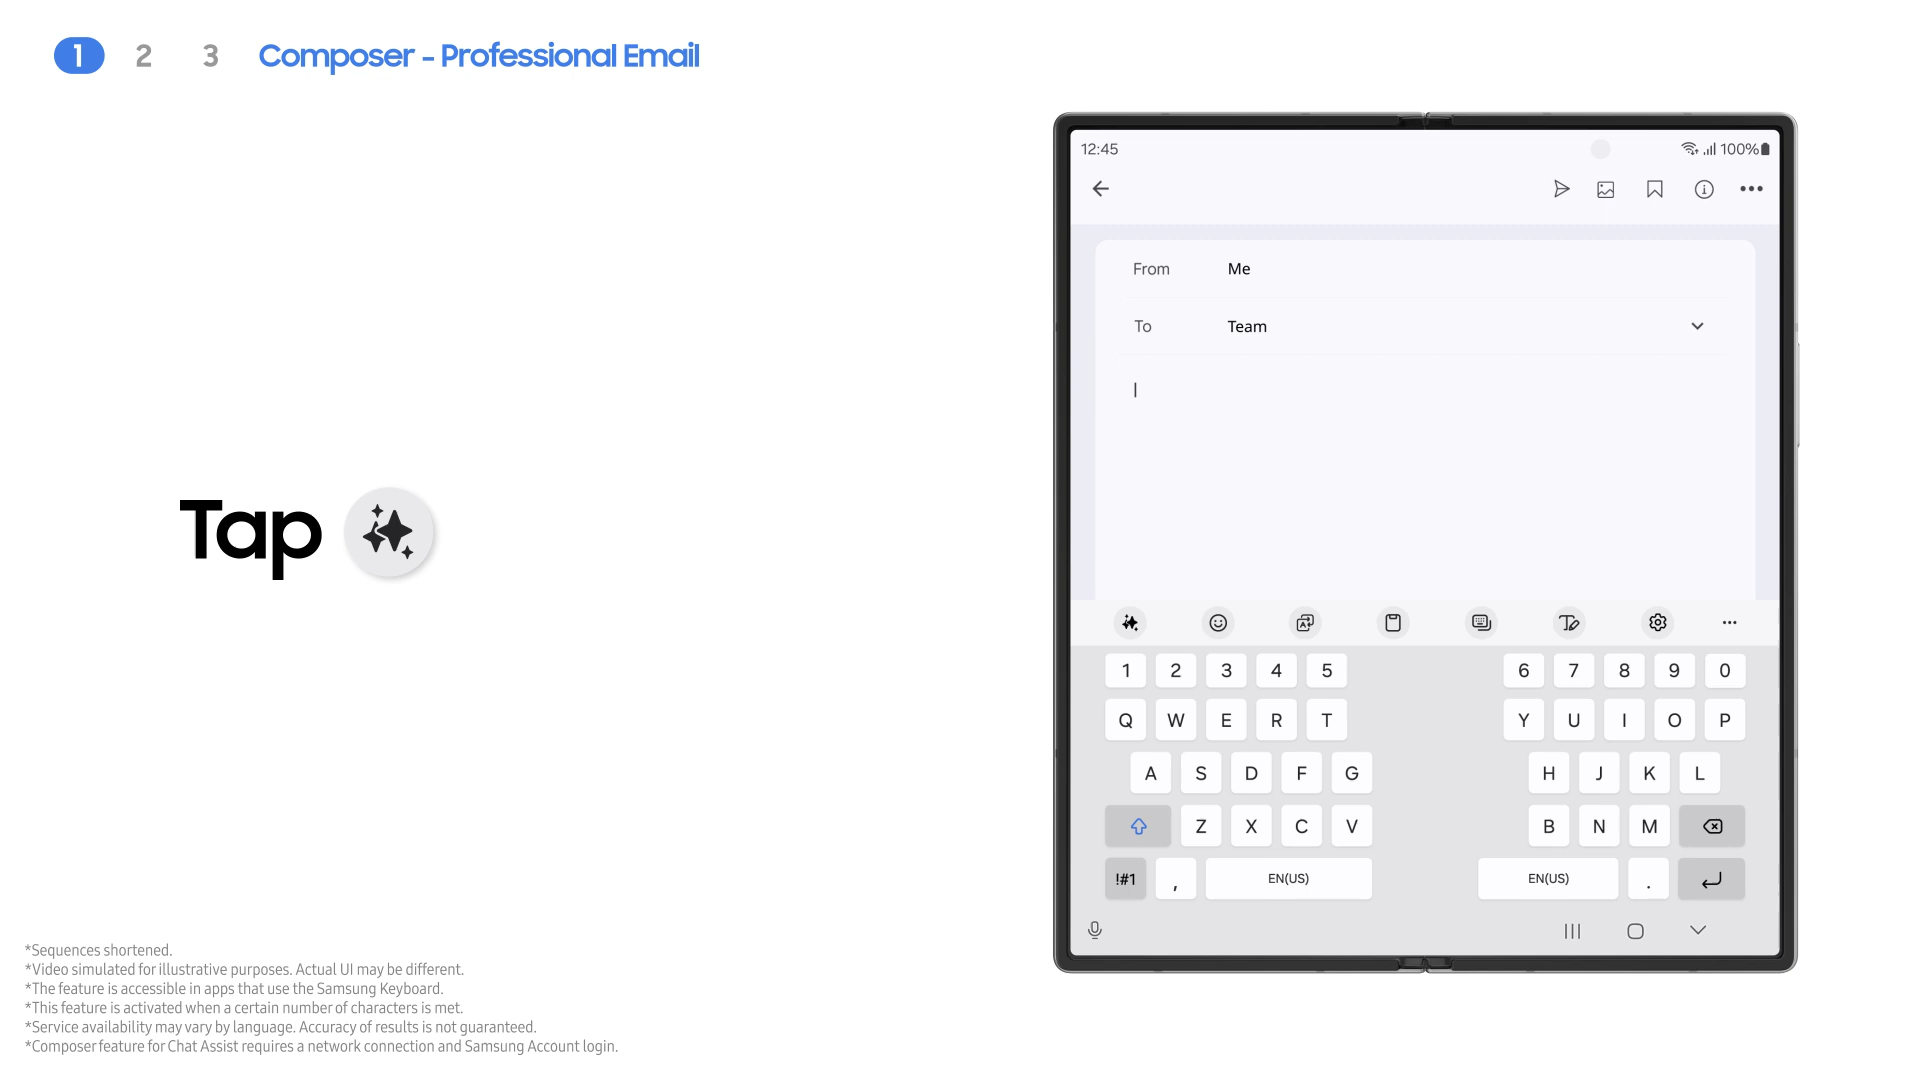 1 2 3 Composer - Professional Email
Tap
12:45 100%
From Me
To Team
1 2 3 4 5 6 7 8 9 0
Q W E R T Y U I O P
A S D F G H J K L
Z X C V B N M
!#1 , EN(US) EN(US) .
*Sequences shortened.
*Video simulated for illustrative purposes. Actual UI may be different.
*The feature is accessible in apps that use the Samsung Keyboard.
*This feature is activated when a certain number of characters is met.
*Service availability may vary by language. Accuracy of results is not guaranteed.
*Composer feature for Chat Assist requires a network connection and Samsung Account login.